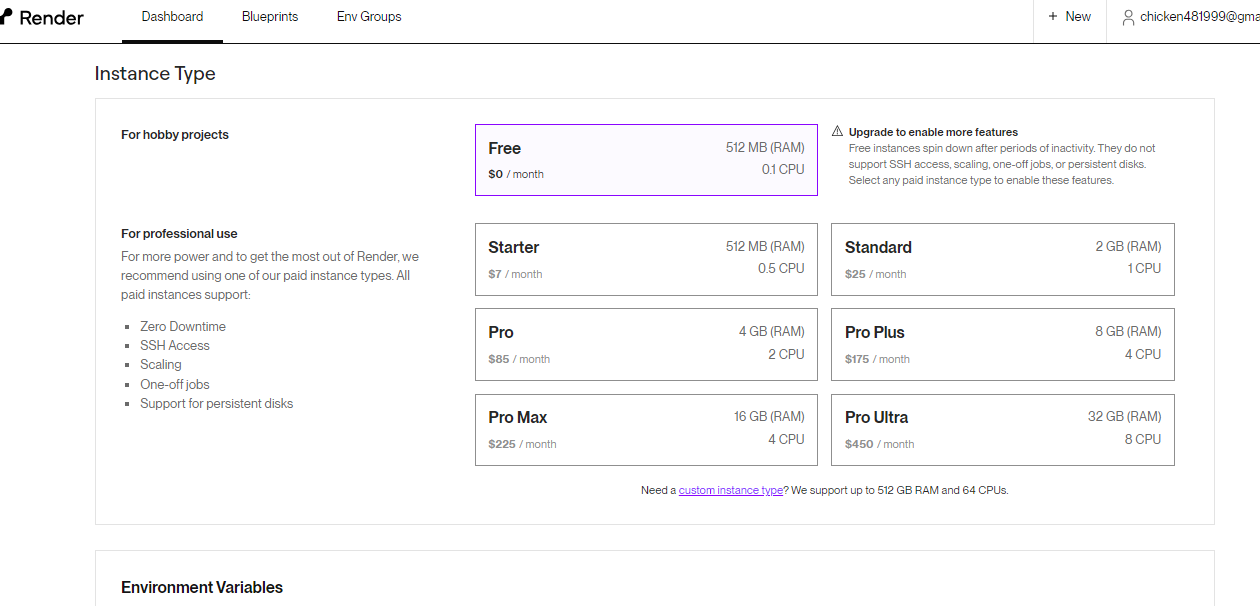 Render
Dashboard
Blueprints
Env Groups
+ New
chicken481999@gma
Instance Type
For hobby projects
Free
512 MB (RAM)
$0 / month
0.1 CPU
Upgrade to enable more features
Free instances spin down after periods of inactivity. They do not
support SSH access, scaling, one-off jobs, or persistent disks.
Select any paid instance type to enable these features.
For professional use
For more power and to get the most out of Render, we
recommend using one of our paid instance types. All
paid instances support:
Zero Downtime
SSH Access
Scaling
One-off jobs
Support for persistent disks
Starter
512 MB (RAM)
$7 / month
0.5 CPU
Standard
2 GB (RAM)
$25 / month
1 CPU
Pro
4 GB (RAM)
$85 / month
2 CPU
Pro Plus
8 GB (RAM)
$175 / month
4 CPU
Pro Max
16 GB (RAM)
$225 / month
4 CPU
Pro Ultra
32 GB (RAM)
$450 / month
8 CPU
Need a custom instance type? We support up to 512 GB RAM and 64 CPUs.
Environment Variables